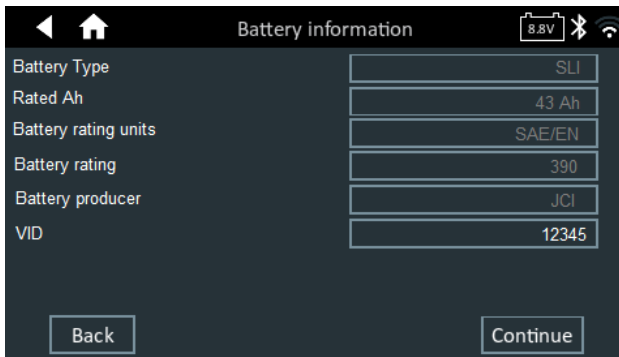 Battery information 8.8V
Battery Type SLI
Rated Ah 43 Ah
Battery rating units SAE/EN
Battery rating 390
Battery producer JCI
VID 12345
Back Continue